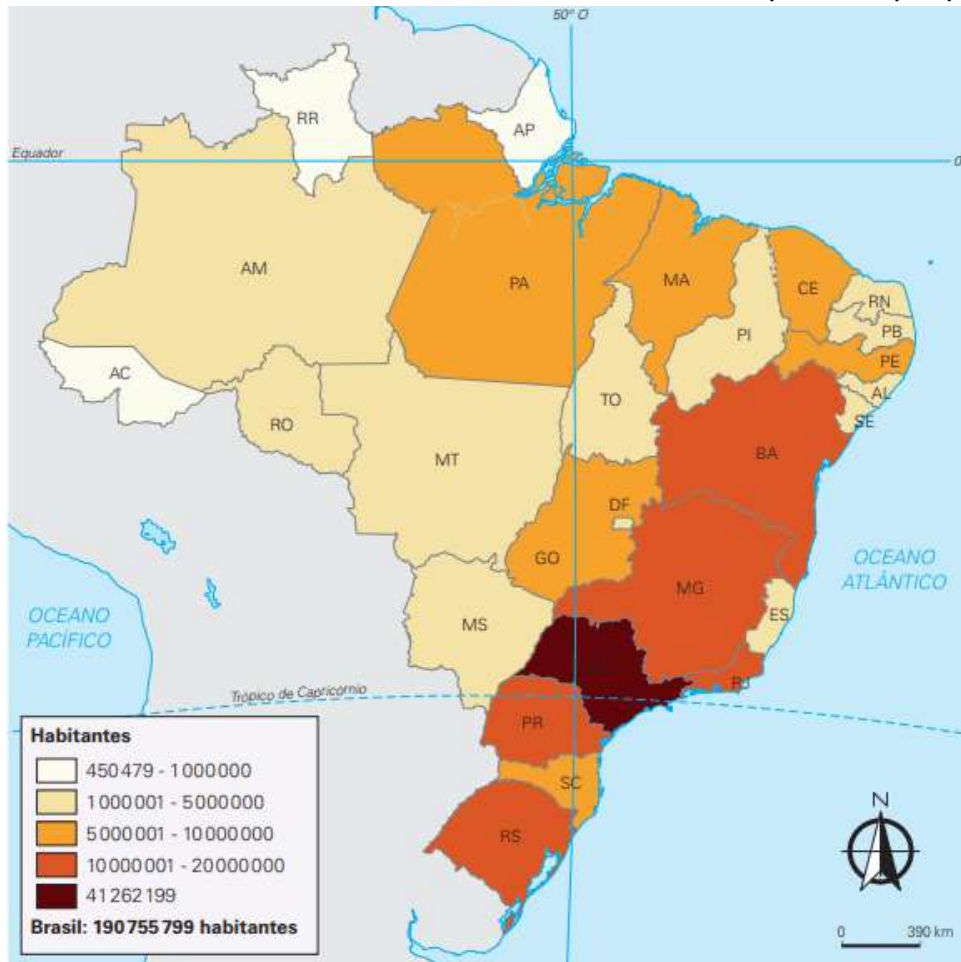 50° O
RR
AP
Equador
0
AM
PA
MA
CE
RN
PB
PI
PE
AC
AL
TO
SE
RO
BA
MT
DF
GO
OCEANO
ATLÂNTICO
MG
OCEANO
PACÍFICO
MS
ES
RJ
Trópico de Capricórnio
PR
SC
RS
Habitantes
450 479 - 1 000 000
1 000 001 - 5 000 000
5 000 001 - 10 000 000
10 000 001 - 20 000 000
41 262 199
Brasil: 190 755 799 habitantes
N
0 390 km